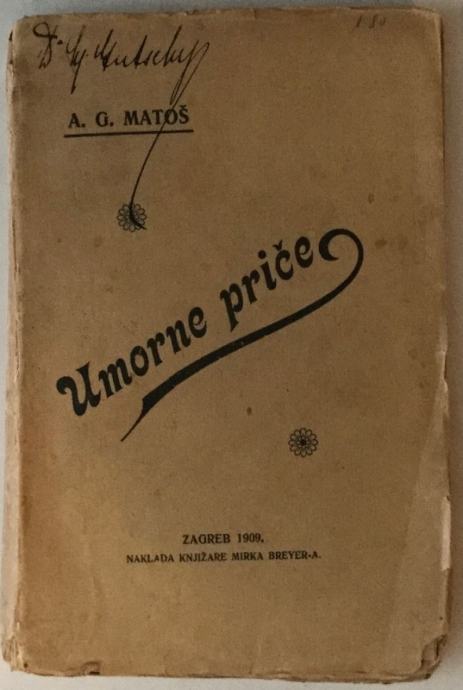 A. G. MATOŠ
Umorne priče
ZAGREB 1909.
NAKLADA KNJIŽARE MIRKA BREYER-A.